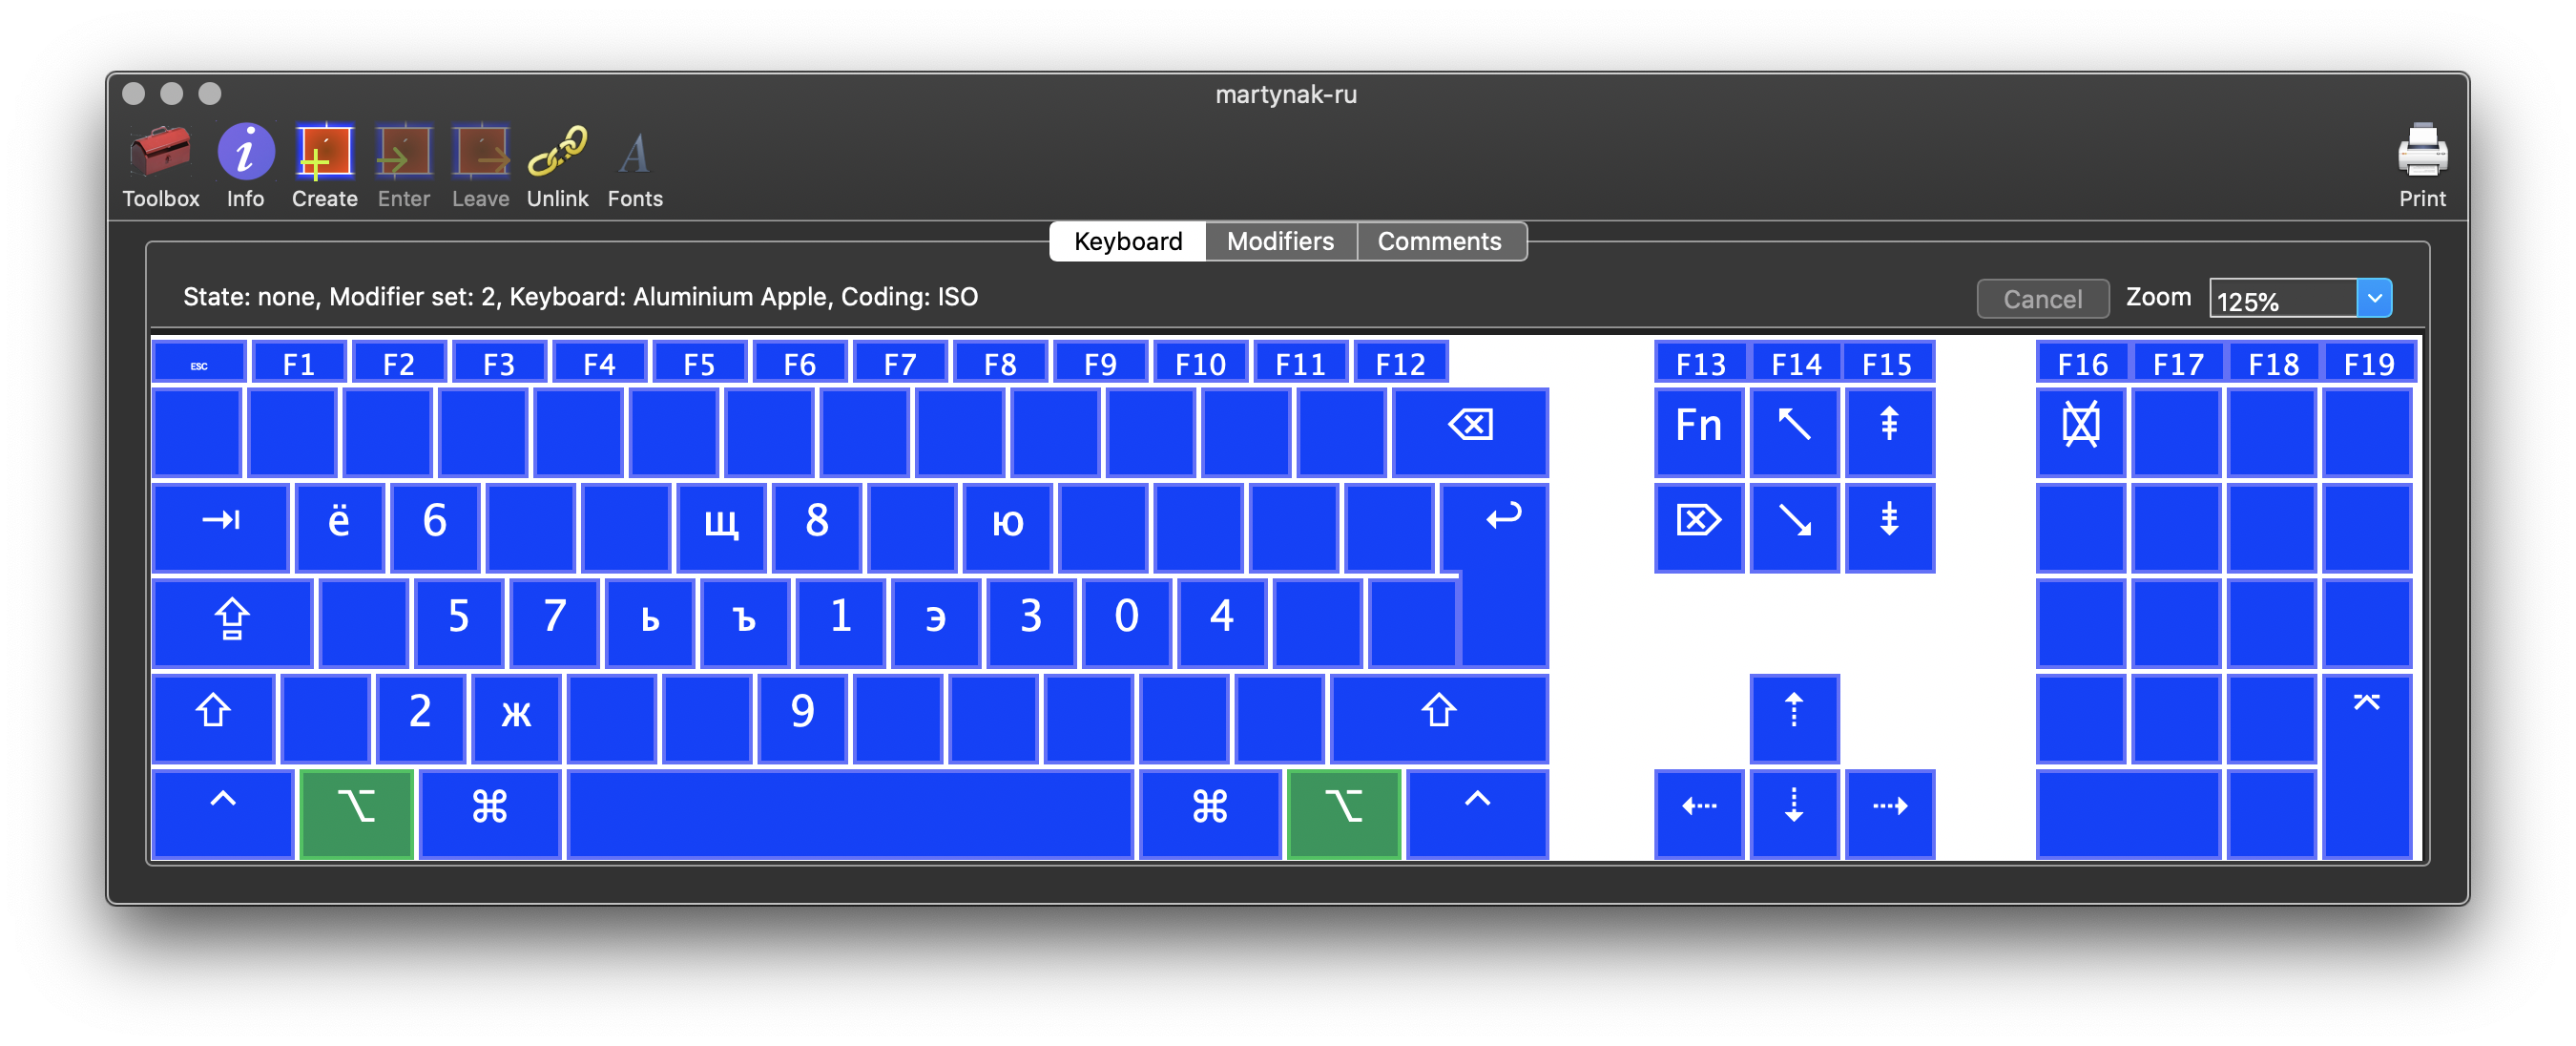 martynak-ru
Toolbox Info Create Enter Leave Unlink Fonts Print
Keyboard Modifiers Comments
State: none, Modifier set: 2, Keyboard: Aluminium Apple, Coding: ISO Cancel Zoom 125%
ESC F1 F2 F3 F4 F5 F6 F7 F8 F9 F10 F11 F12 F13 F14 F15 F16 F17 F18 F19
⌫ Fn ↖ ⇞ ⌧
⇥ ё 6 щ 8 ю ↩ ⌦ ↘ ⇟
⇪ 5 7 ь ъ 1 э 3 0 4
⇧ 2 ж 9 ⇧ ⇡ ⌤
^ ⌥ ⌘ ⌘ ⌥ ^ ⇠ ⇣ ⇢